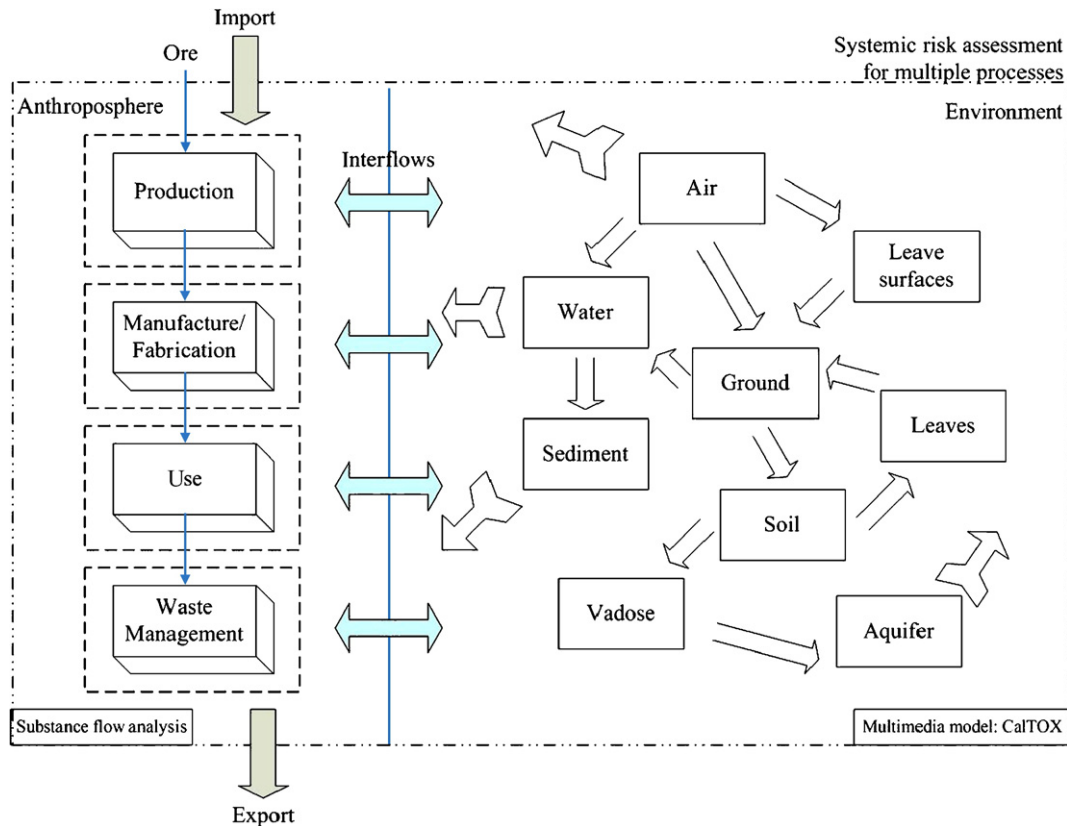 Import
Ore
Systemic risk assessment
for multiple processes
Anthroposphere
Environment
Interflows
Production
Air
Leave
surfaces
Water
Manufacture/
Fabrication
Ground
Leaves
Sediment
Use
Soil
Vadose
Waste
Management
Aquifer
Substance flow analysis
Multimedia model: CalTOX
Export